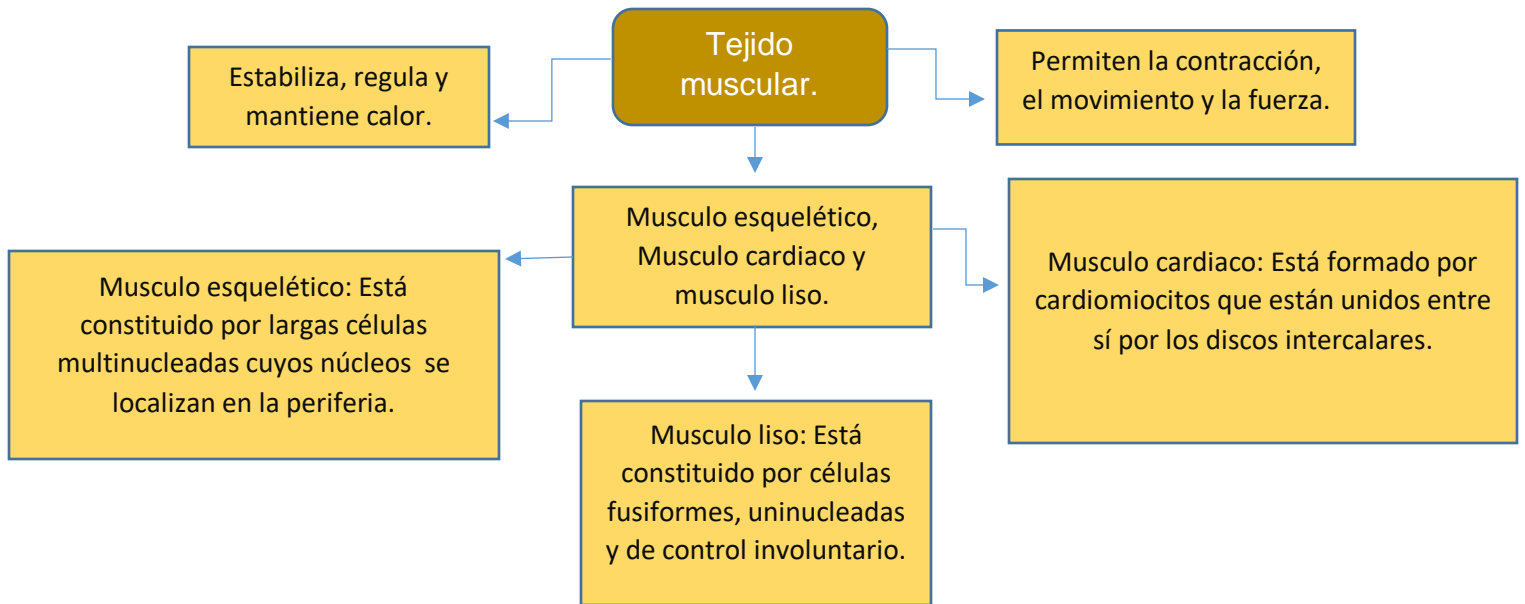 Tejido
muscular.
Estabiliza, regula y
mantiene calor.
Permiten la contracción,
el movimiento y la fuerza.
Musculo esquelético,
Musculo cardiaco y
musculo liso.
Musculo esquelético: Está
constituido por largas células
multinucleadas cuyos núcleos  se
localizan en la periferia.
Musculo cardiaco: Está formado por
cardiomiocitos que están unidos entre
sí por los discos intercalares.
Musculo liso: Está
constituido por células
fusiformes, uninucleadas
y de control involuntario.